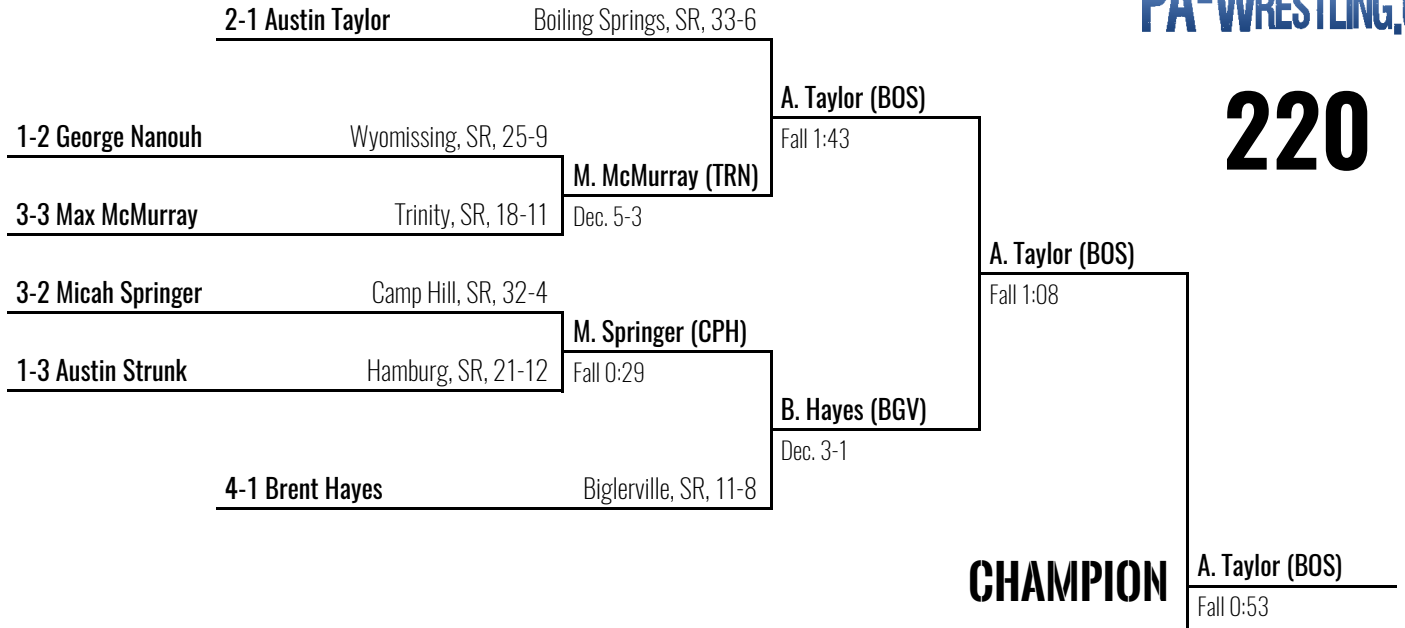 2-1 Austin Taylor Boiling Springs, SR, 33-6
PA-WRESTLING.
220
A. Taylor (BOS)
Fall 1:43
1-2 George Nanouh Wyomissing, SR, 25-9
M. McMurray (TRN)
Dec. 5-3
3-3 Max McMurray Trinity, SR, 18-11
A. Taylor (BOS)
Fall 1:08
3-2 Micah Springer Camp Hill, SR, 32-4
M. Springer (CPH)
Fall 0:29
1-3 Austin Strunk Hamburg, SR, 21-12
B. Hayes (BGV)
Dec. 3-1
4-1 Brent Hayes Biglerville, SR, 11-8
CHAMPION
A. Taylor (BOS)
Fall 0:53